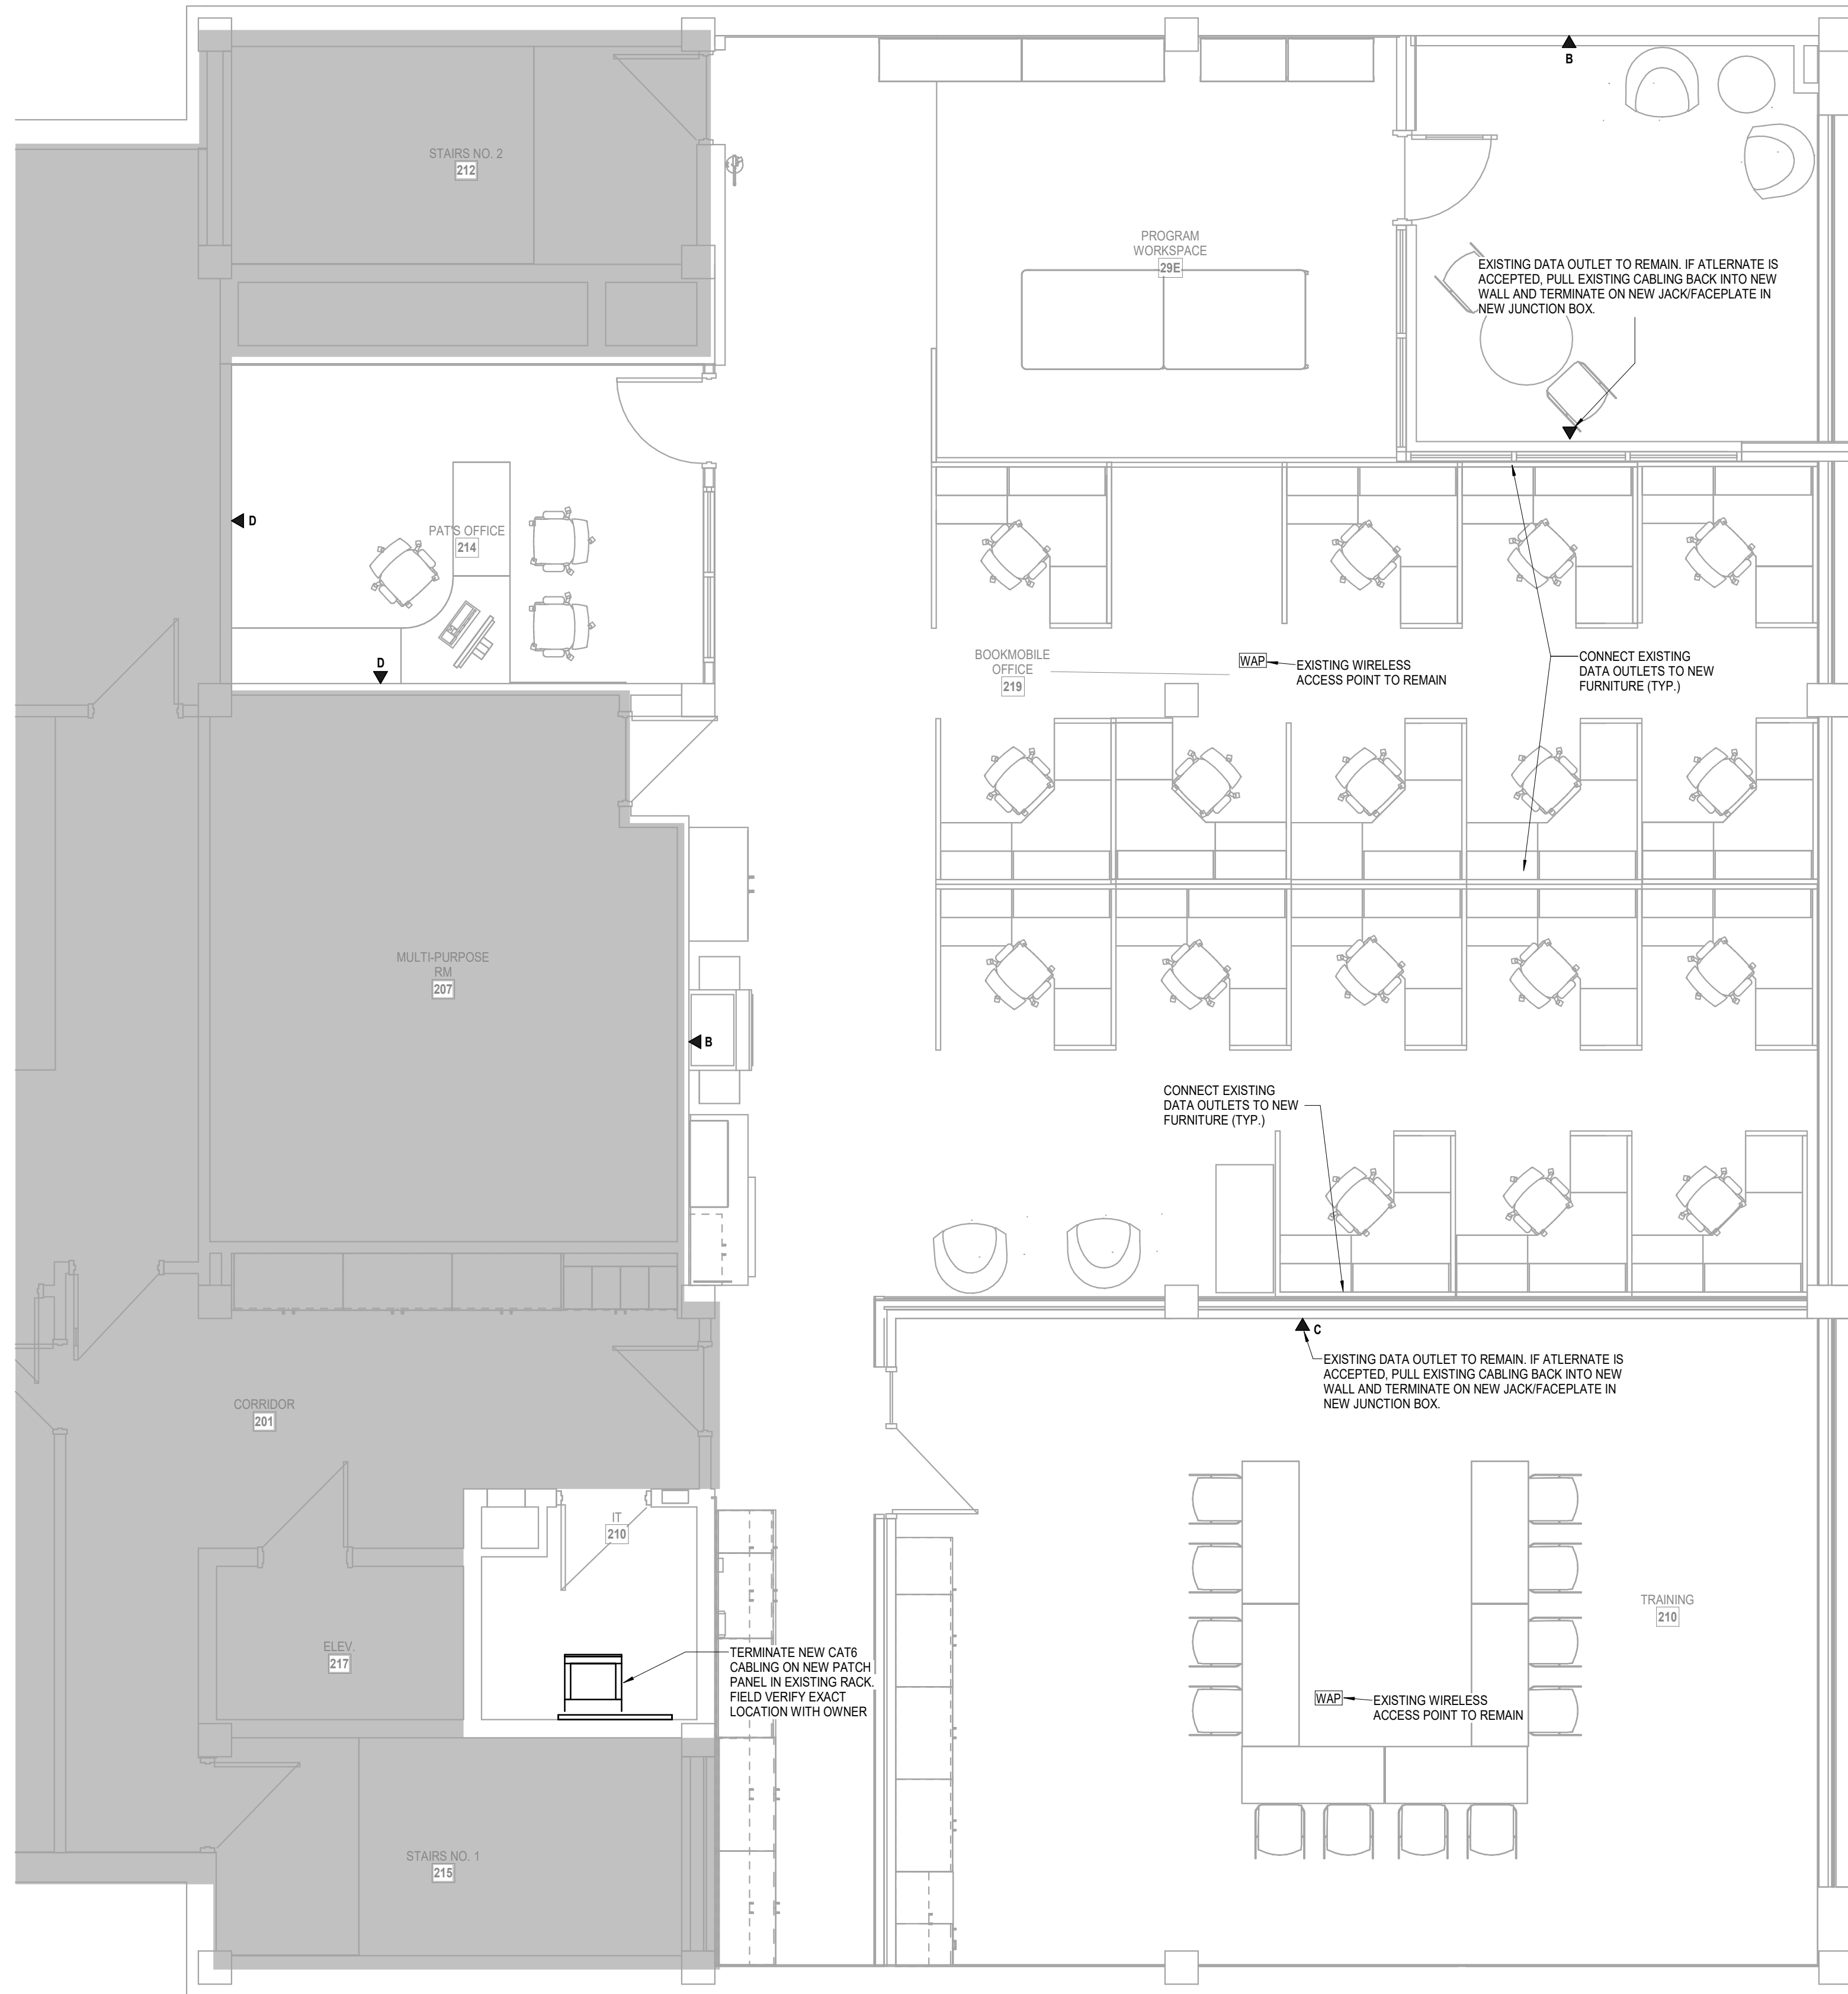 B
STAIRS NO. 2
212
PROGRAM
WORKSPACE
29E
EXISTING DATA OUTLET TO REMAIN. IF ATLERNATE IS
ACCEPTED, PULL EXISTING CABLING BACK INTO NEW
WALL AND TERMINATE ON NEW JACK/FACEPLATE IN
NEW JUNCTION BOX.
D
PAT'S OFFICE
214
D
BOOKMOBILE
OFFICE
219
WAP
EXISTING WIRELESS
ACCESS POINT TO REMAIN
CONNECT EXISTING
DATA OUTLETS TO NEW
FURNITURE (TYP.)
MULTI-PURPOSE
RM
207
B
CONNECT EXISTING
DATA OUTLETS TO NEW
FURNITURE (TYP.)
C
EXISTING DATA OUTLET TO REMAIN. IF ATLERNATE IS
ACCEPTED, PULL EXISTING CABLING BACK INTO NEW
WALL AND TERMINATE ON NEW JACK/FACEPLATE IN
NEW JUNCTION BOX.
CORRIDOR
201
IT
210
TRAINING
210
ELEV.
217
TERMINATE NEW CAT6
CABLING ON NEW PATCH
PANEL IN EXISTING RACK.
FIELD VERIFY EXACT
LOCATION WITH OWNER
WAP
EXISTING WIRELESS
ACCESS POINT TO REMAIN
STAIRS NO. 1
215